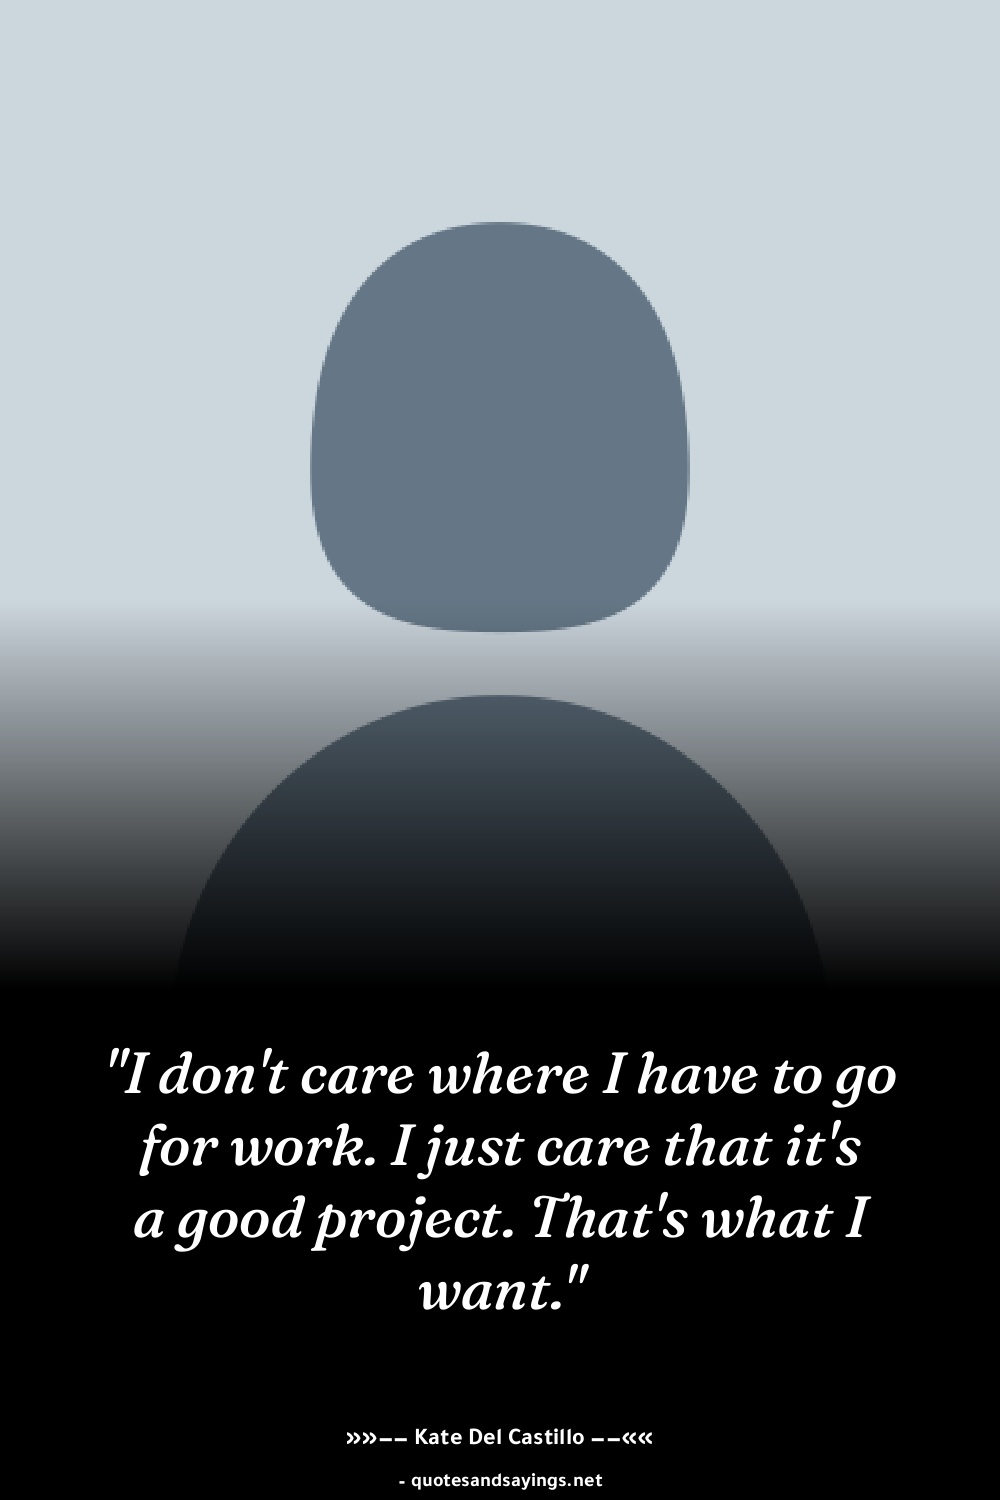 "I don't care where I have to go
for work. I just care that it's
a good project. That's what I
want."
»»–– Kate Del Castillo ––««
- quotesandsayings.net